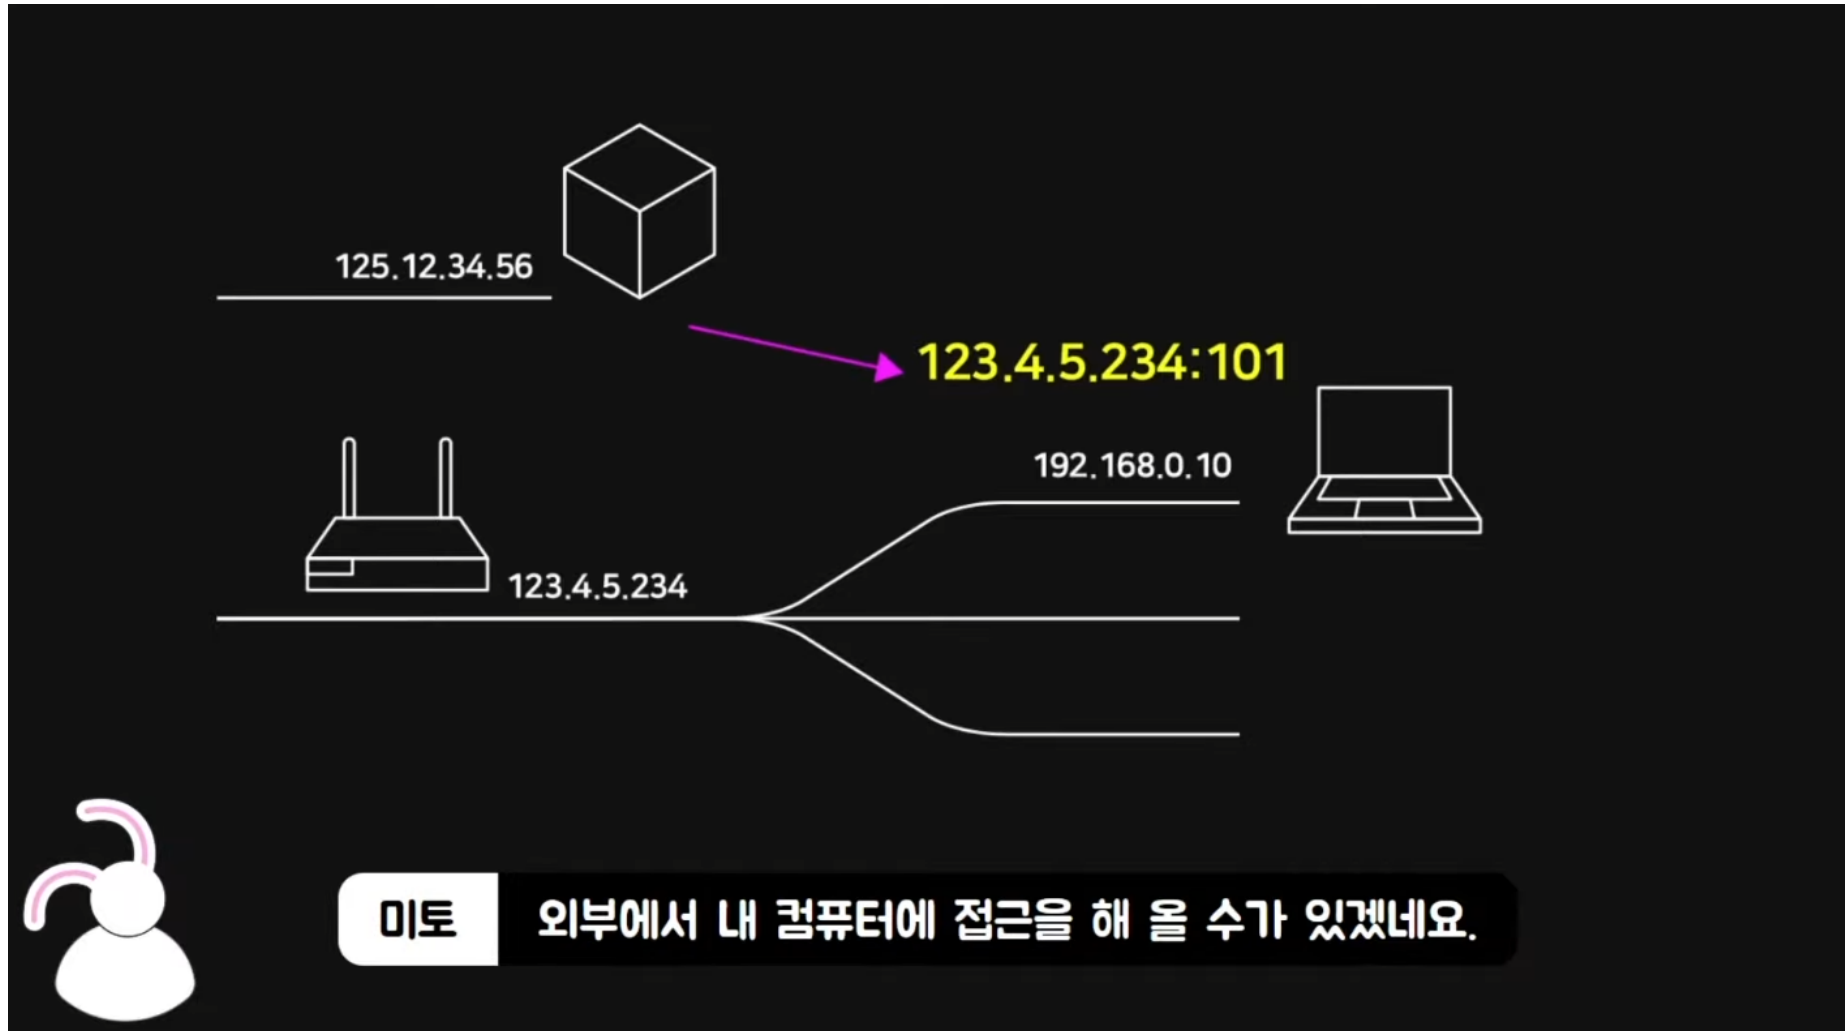 125.12.34.56
123.4.5.234:101
192.168.0.10
123.4.5.234
미토 외부에서 내 컴퓨터에 접근을 해 올 수가 있겠네요.